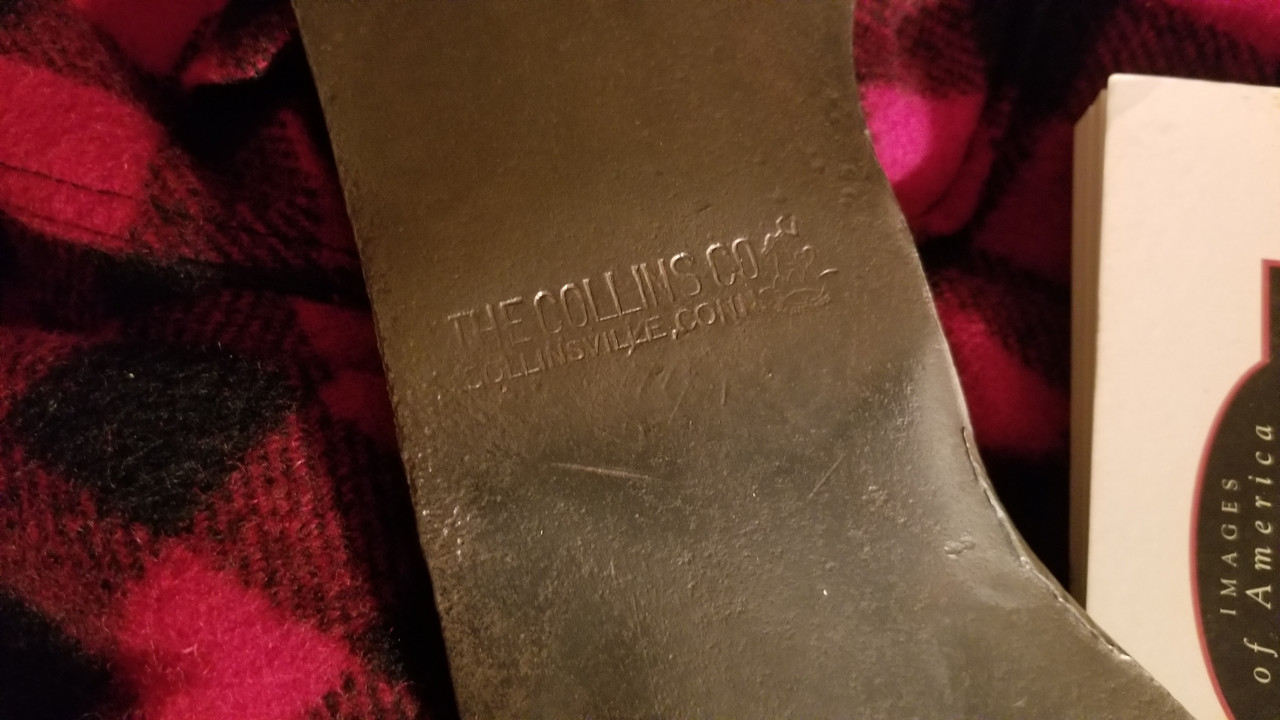 THE COLLINS CO
COLLINSVILLE, CONN
IMAGES
of America